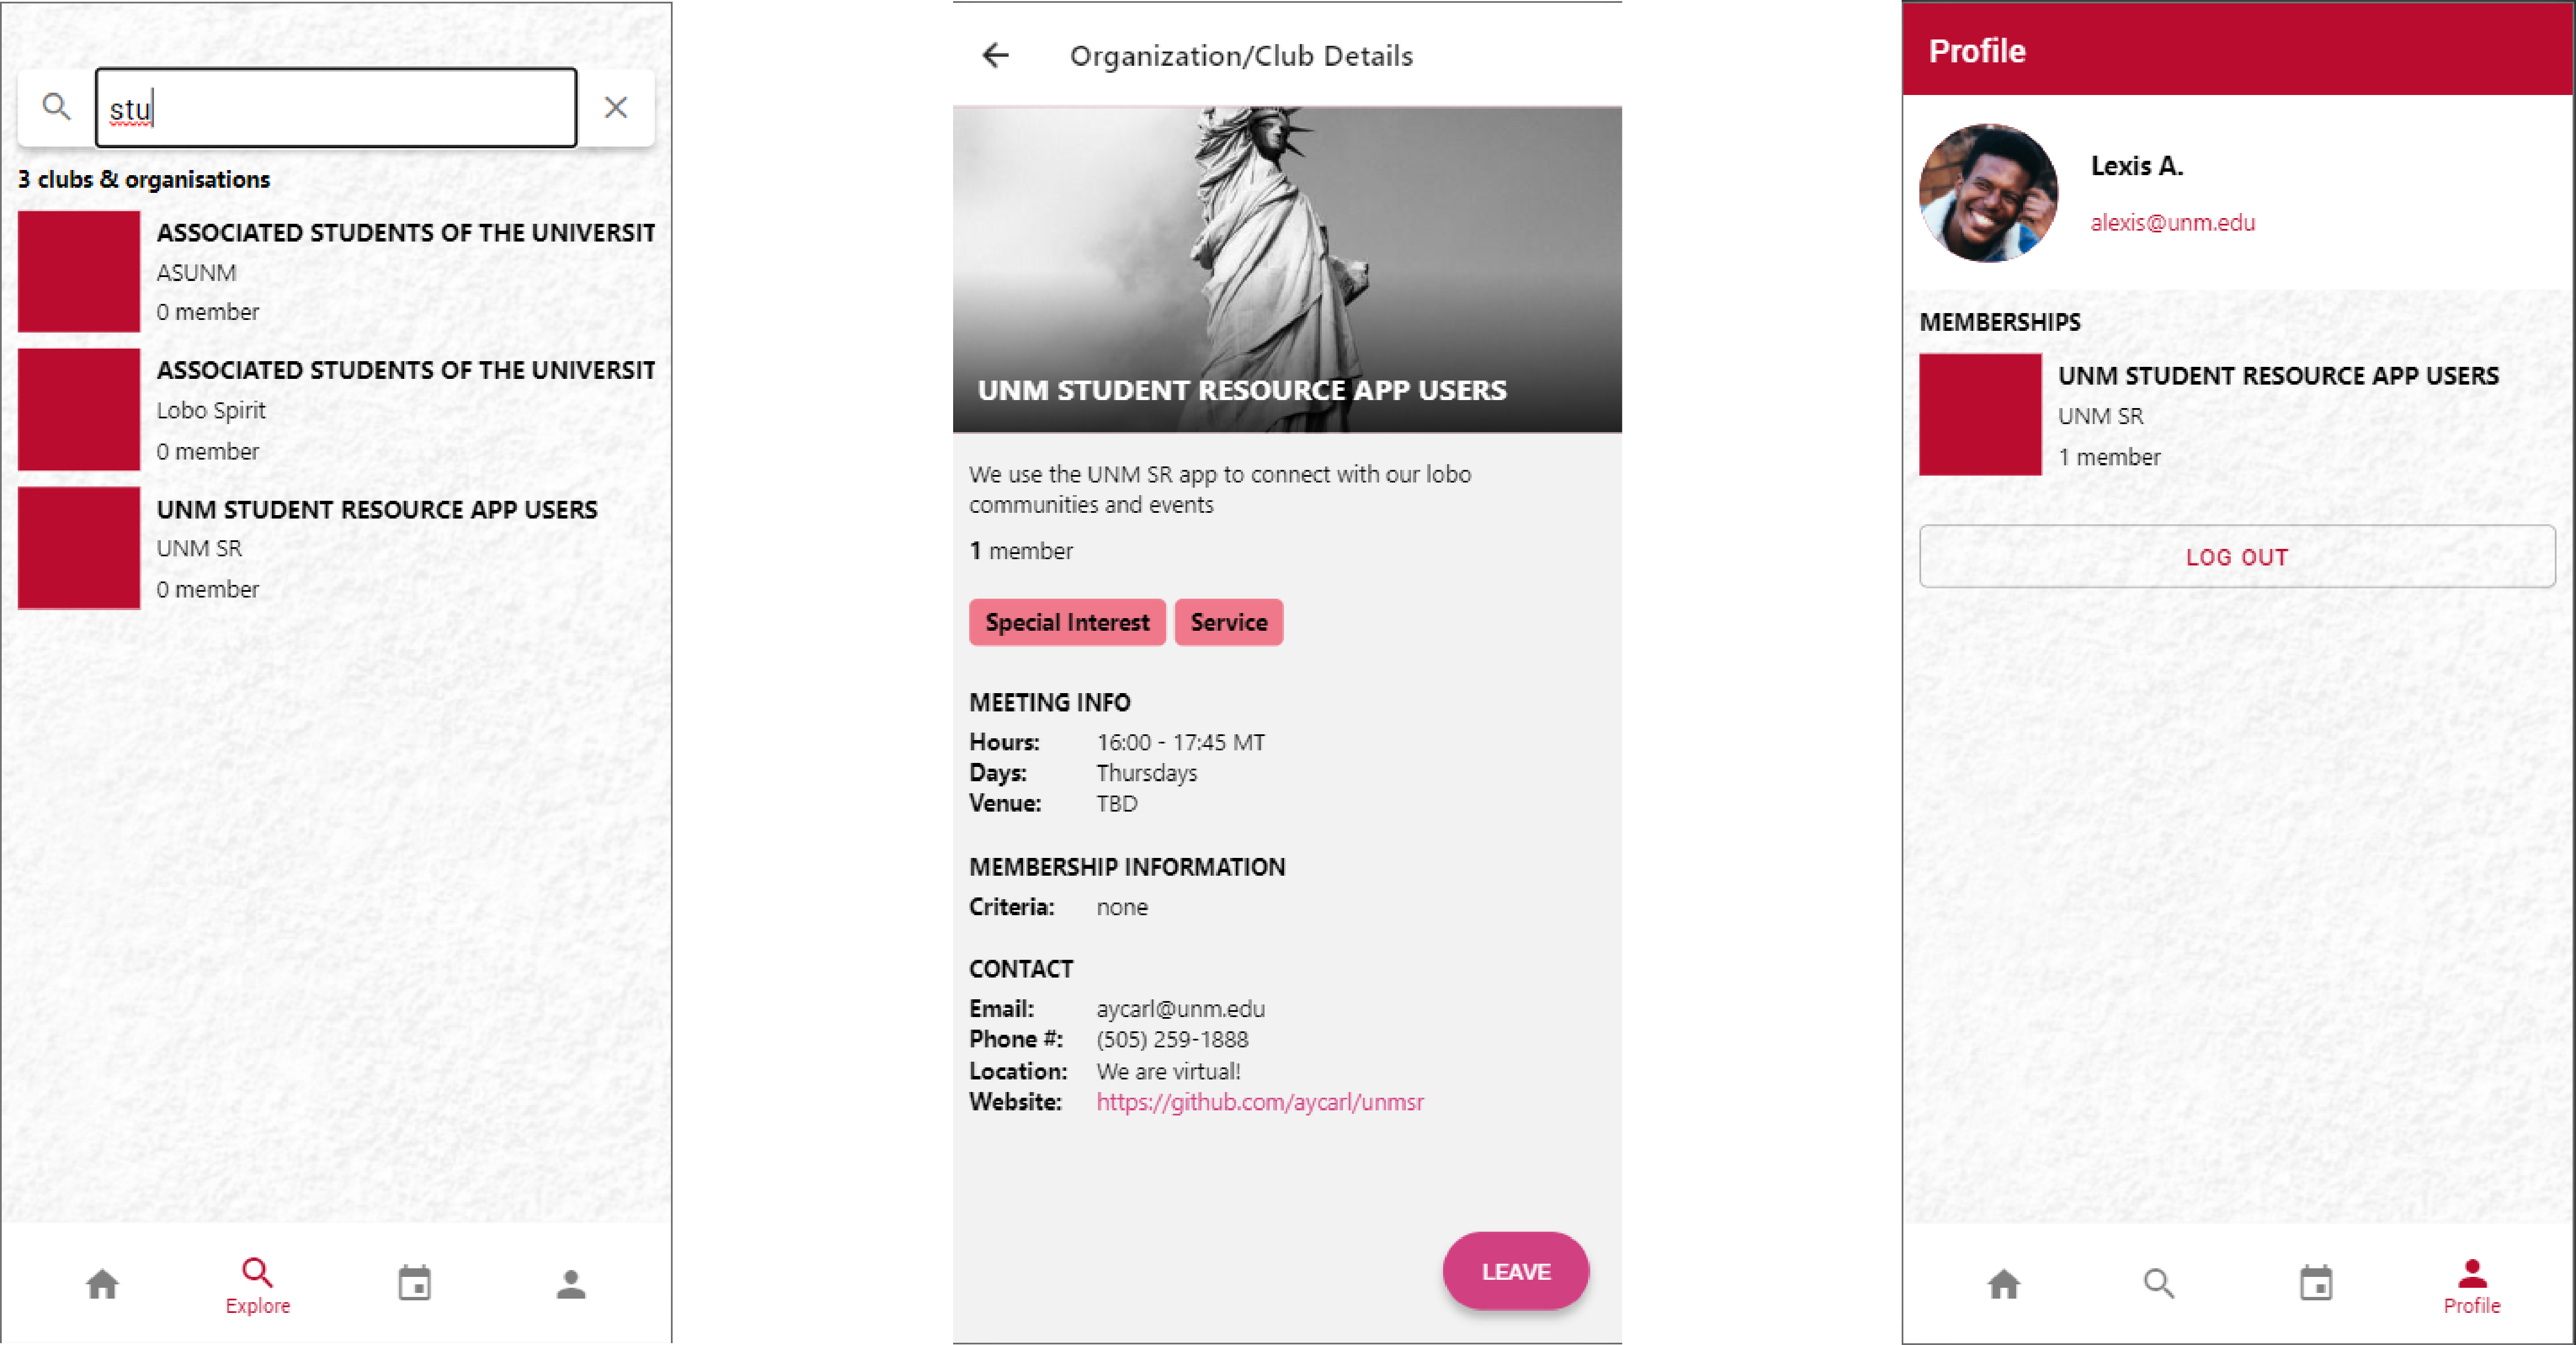 stu
3 clubs & organisations
ASSOCIATED STUDENTS OF THE UNIVERSIT
ASUNM
0 member
ASSOCIATED STUDENTS OF THE UNIVERSIT
Lobo Spirit
0 member
UNM STUDENT RESOURCE APP USERS
UNM SR
0 member
Explore
Organization/Club Details
UNM STUDENT RESOURCE APP USERS
We use the UNM SR app to connect with our lobo
communities and events
1 member
Special Interest Service
MEETING INFO
Hours: 16:00 - 17:45 MT
Days: Thursdays
Venue: TBD
MEMBERSHIP INFORMATION
Criteria: none
CONTACT
Email: aycarl@unm.edu
Phone #: (505) 259-1888
Location: We are virtual!
Website: https://github.com/aycarl/unmsr
LEAVE
Profile
Lexis A.
alexis@unm.edu
MEMBERSHIPS
UNM STUDENT RESOURCE APP USERS
UNM SR
1 member
LOG OUT
Profile